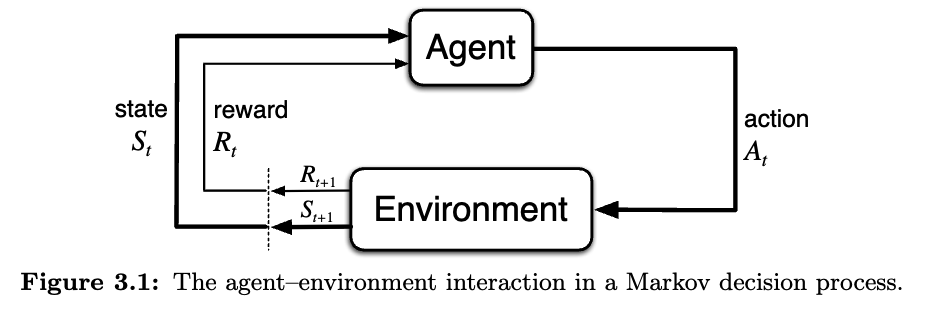 Agent
state
S_t
reward
R_t
action
A_t
R_{t+1}
S_{t+1}
Environment
Figure 3.1: The agent–environment interaction in a Markov decision process.